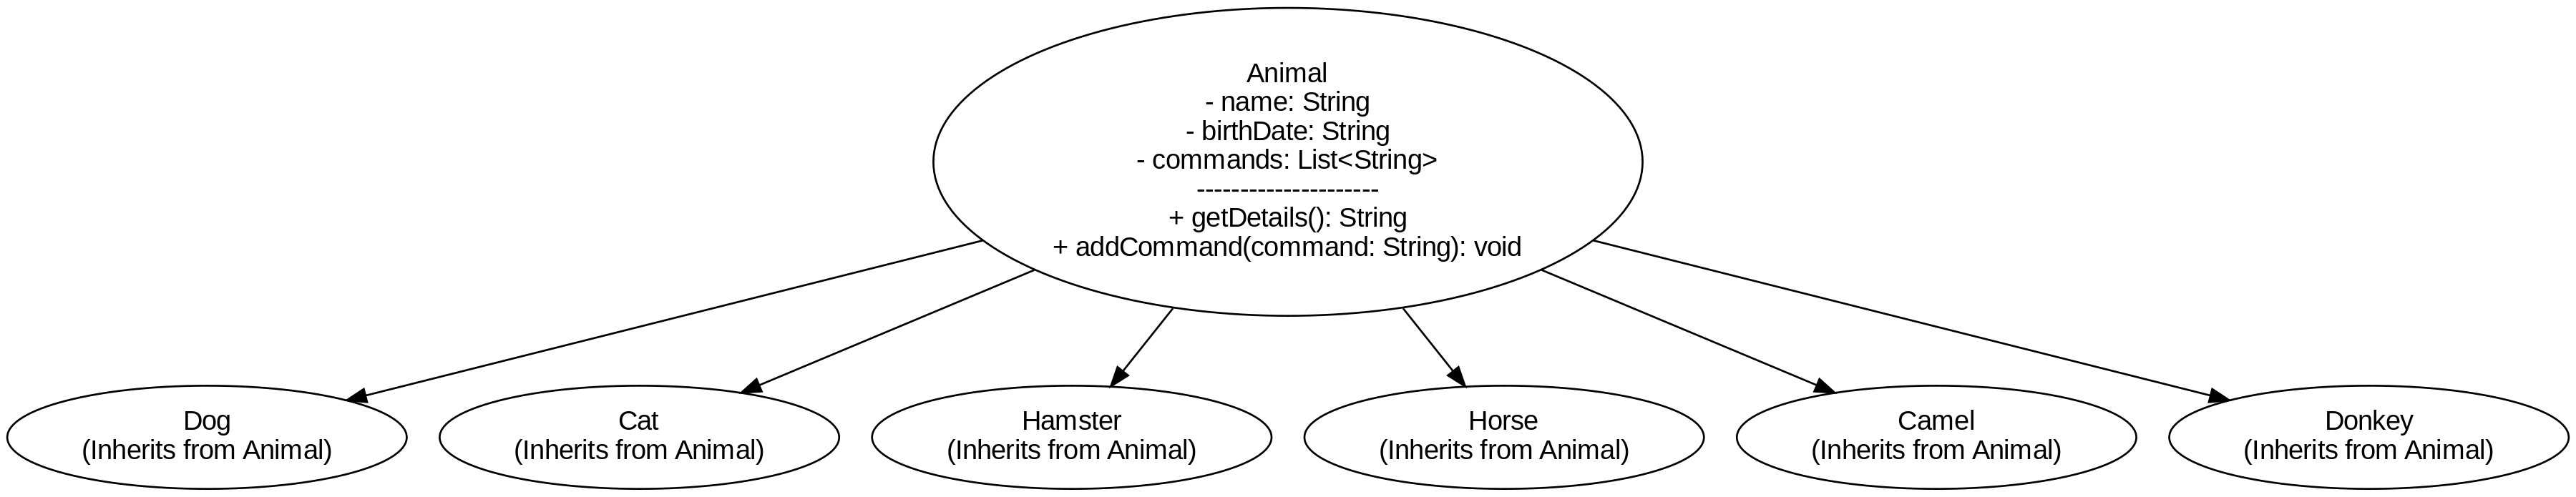 Animal
- name: String
- birthDate: String
- commands: List<String>
---------------------
+ getDetails(): String
+ addCommand(command: String): void
Dog
(Inherits from Animal)
Cat
(Inherits from Animal)
Hamster
(Inherits from Animal)
Horse
(Inherits from Animal)
Camel
(Inherits from Animal)
Donkey
(Inherits from Animal)